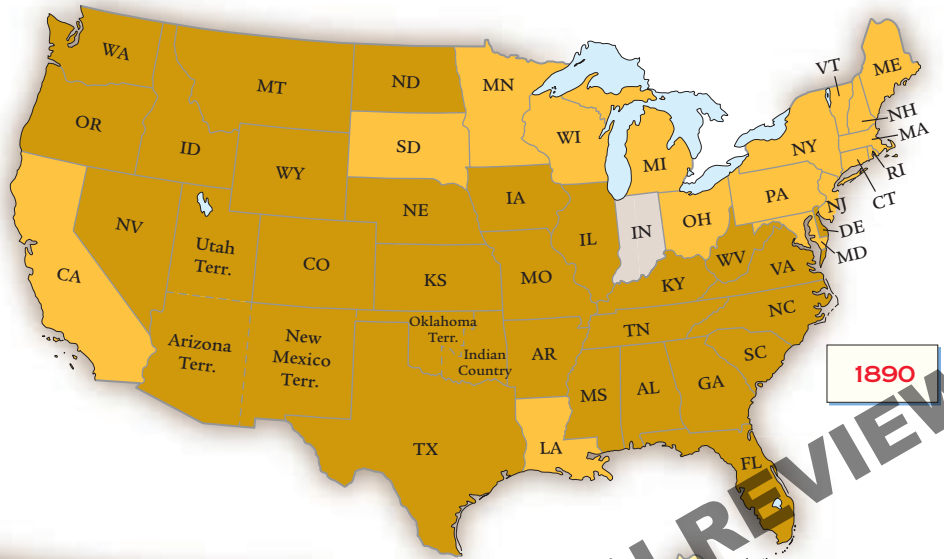 WA
MT
ND
MN
VT
ME
OR
ID
WY
SD
WI
MI
NY
NH
MA
RI
CT
NV
Utah
Terr.
CO
NE
IA
IL
IN
OH
PA
NJ
DE
MD
CA
KS
MO
KY
WV
VA
Arizona
Terr.
New
Mexico
Terr.
Oklahoma
Terr.
Indian
Country
AR
TN
NC
SC
MS
AL
GA
TX
LA
FL
1890
REVIEW